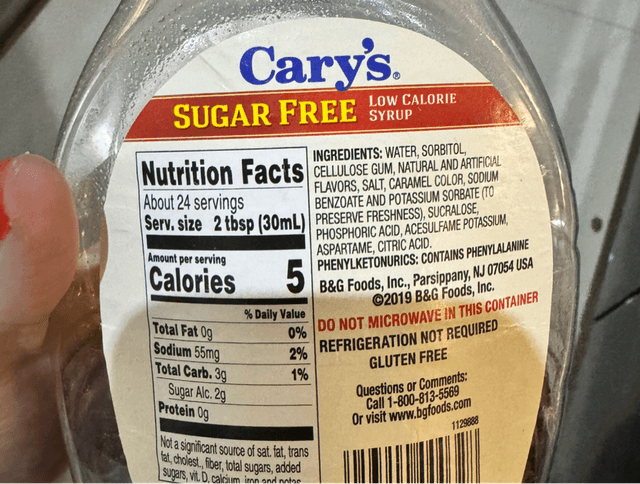 Cary's®
SUGAR FREE LOW CALORIE SYRUP
Nutrition Facts
About 24 servings
Serv. size 2 tbsp (30mL)
Amount per serving
Calories 5
% Daily Value
Total Fat 0g 0%
Sodium 55mg 2%
Total Carb. 3g 1%
Sugar Alc. 2g
Protein 0g
Not a significant source of sat. fat, trans
fat, cholest., fiber, total sugars, added
sugars, vit. D, calcium, iron and potas
INGREDIENTS: WATER, SORBITOL,
CELLULOSE GUM, NATURAL AND ARTIFICIAL
FLAVORS, SALT, CARAMEL COLOR, SODIUM
BENZOATE AND POTASSIUM SORBATE (TO
PRESERVE FRESHNESS), SUCRALOSE,
PHOSPHORIC ACID, ACESULFAME POTASSIUM,
ASPARTAME, CITRIC ACID.
PHENYLKETONURICS: CONTAINS PHENYLALANINE
B&G Foods, Inc., Parsippany, NJ 07054 USA
©2019 B&G Foods, Inc.
DO NOT MICROWAVE IN THIS CONTAINER
REFRIGERATION NOT REQUIRED
GLUTEN FREE
Questions or Comments:
Call 1-800-813-5569
Or visit www.bgfoods.com
1129888